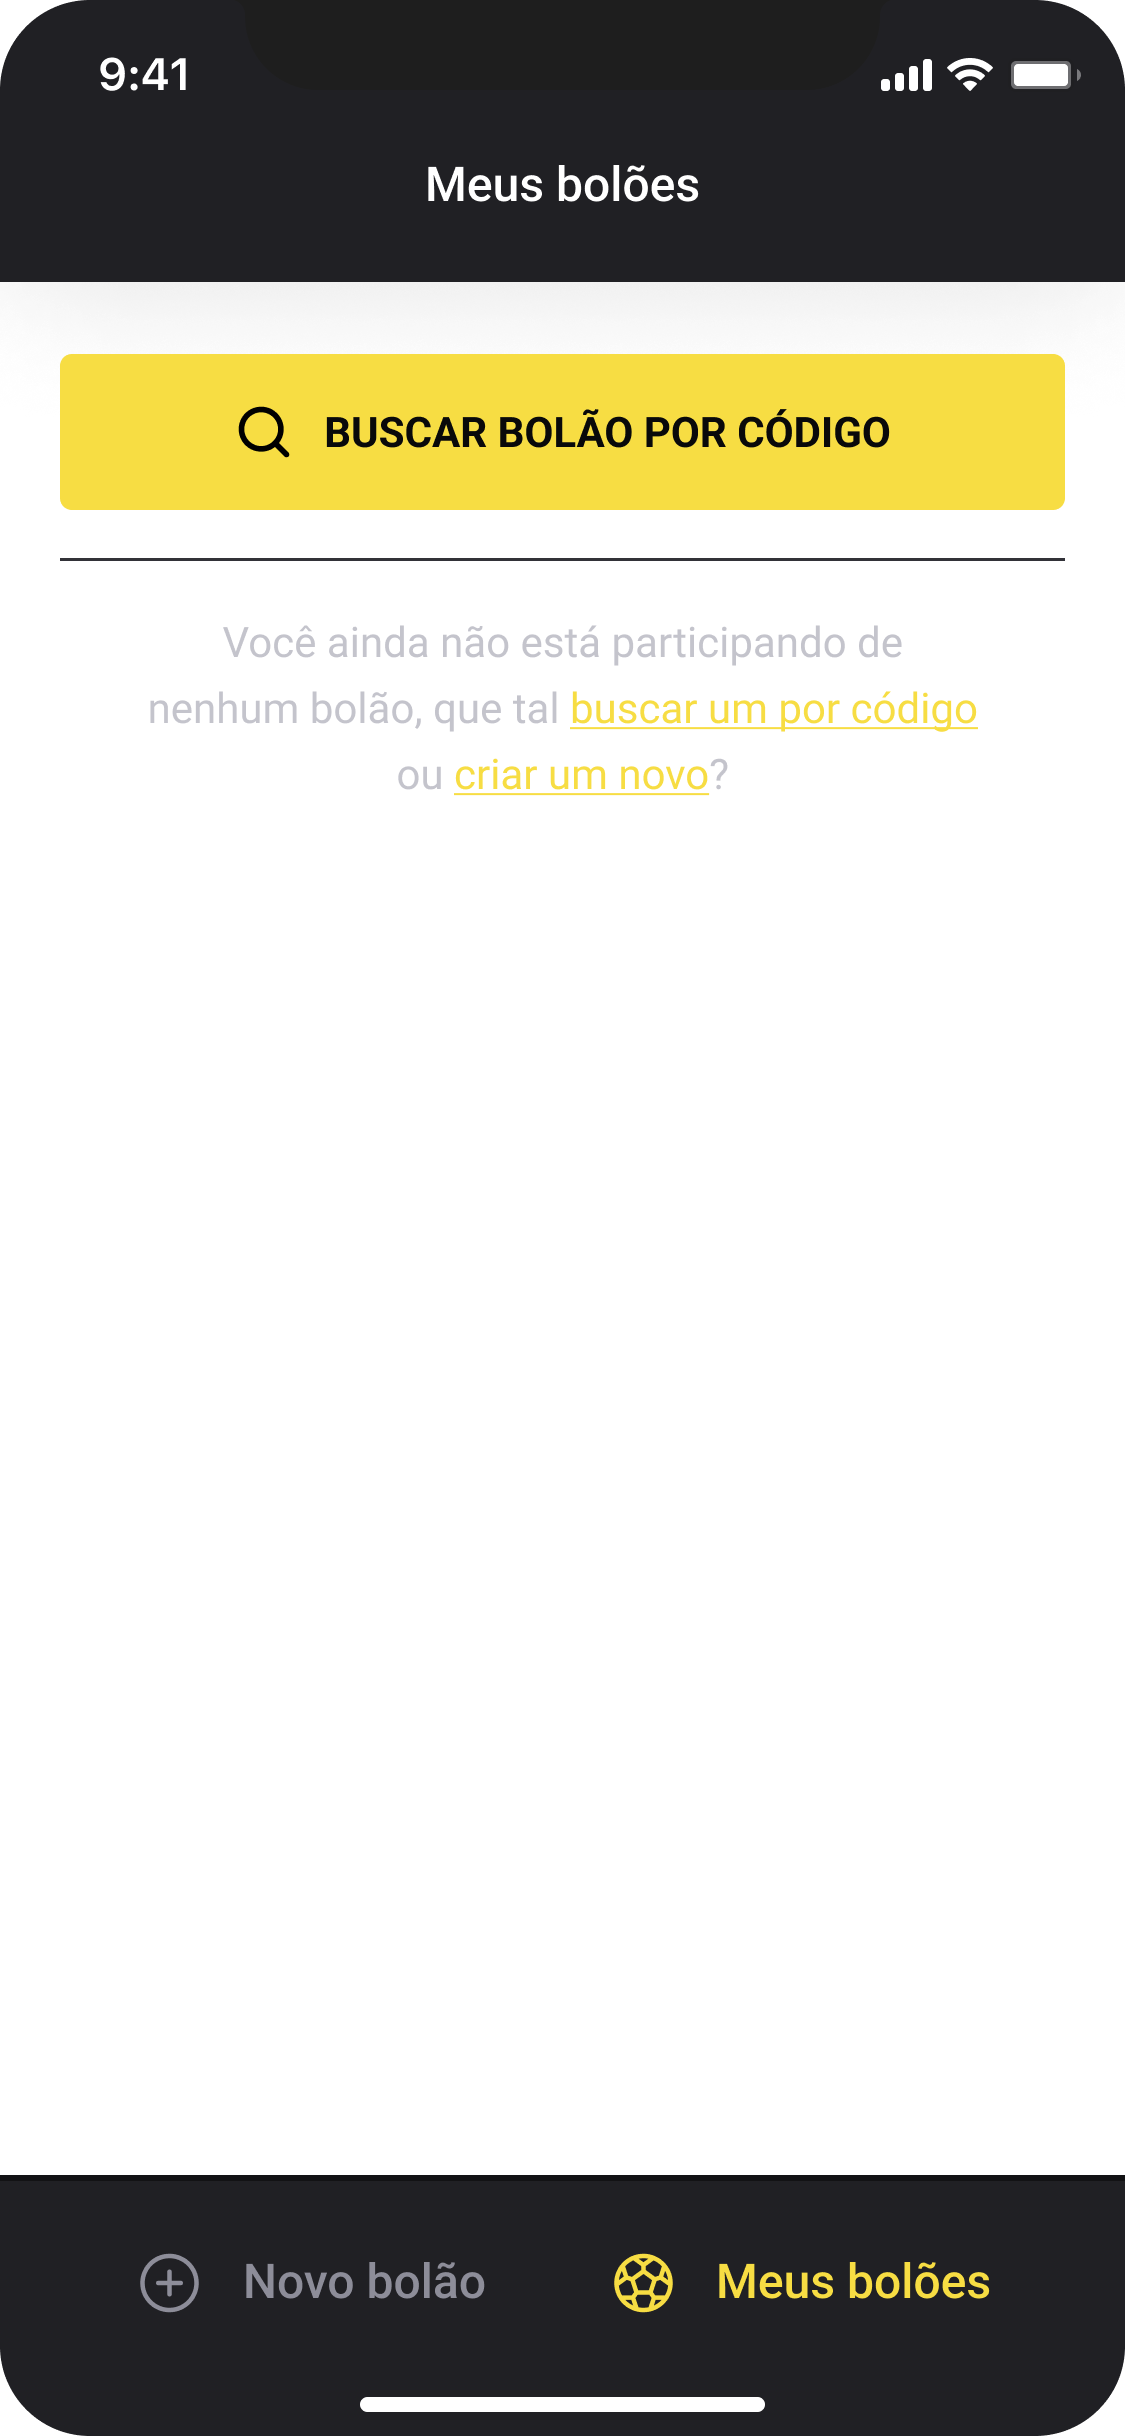 9:41
Meus bolões
BUSCAR BOLÃO POR CÓDIGO
Você ainda não está participando de
nenhum bolão, que tal buscar um por código
ou criar um novo?
Novo bolão
Meus bolões